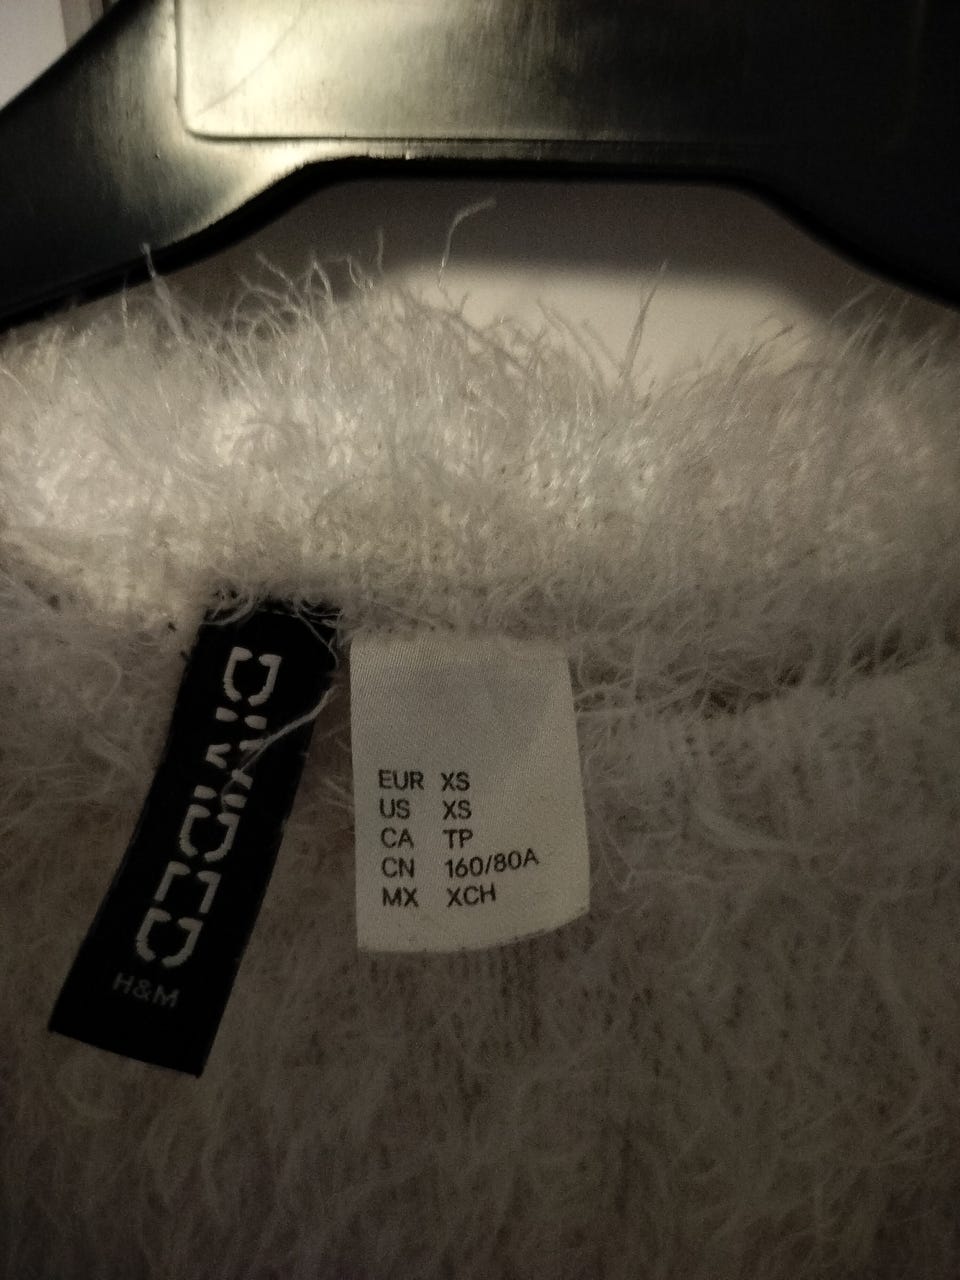 DIVIDED
H&M
EUR XS
US XS
CA TP
CN 160/80A
MX XCH